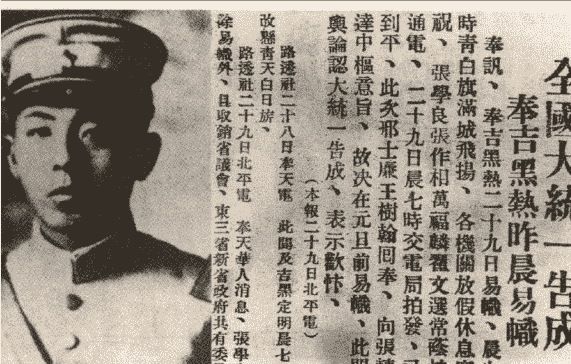 全國大統一告成
奉吉黑熱昨晨易幟
奉訊、奉吉黑熱二十九日易幟、晨
時青白旗滿城飛揚、各機關放假休息
祝、張學良張作相萬福麟翟文選常蔭
通電、二十九日晨七時交電局拍發、
到平、此次邢士廉王樹翰回奉、向張
達中樞意旨、故決在元旦前易幟、此
輿論認大統一告成、表示歡忭、
（本報二十九日北平電）
路透社二十八日奉天電 此間及吉黑定明晨七
改懸青天白日旂、
路透社二十九日北平電 奉天華人消息、張學
除易幟外、且取銷省議會、東三省新省政府共有委